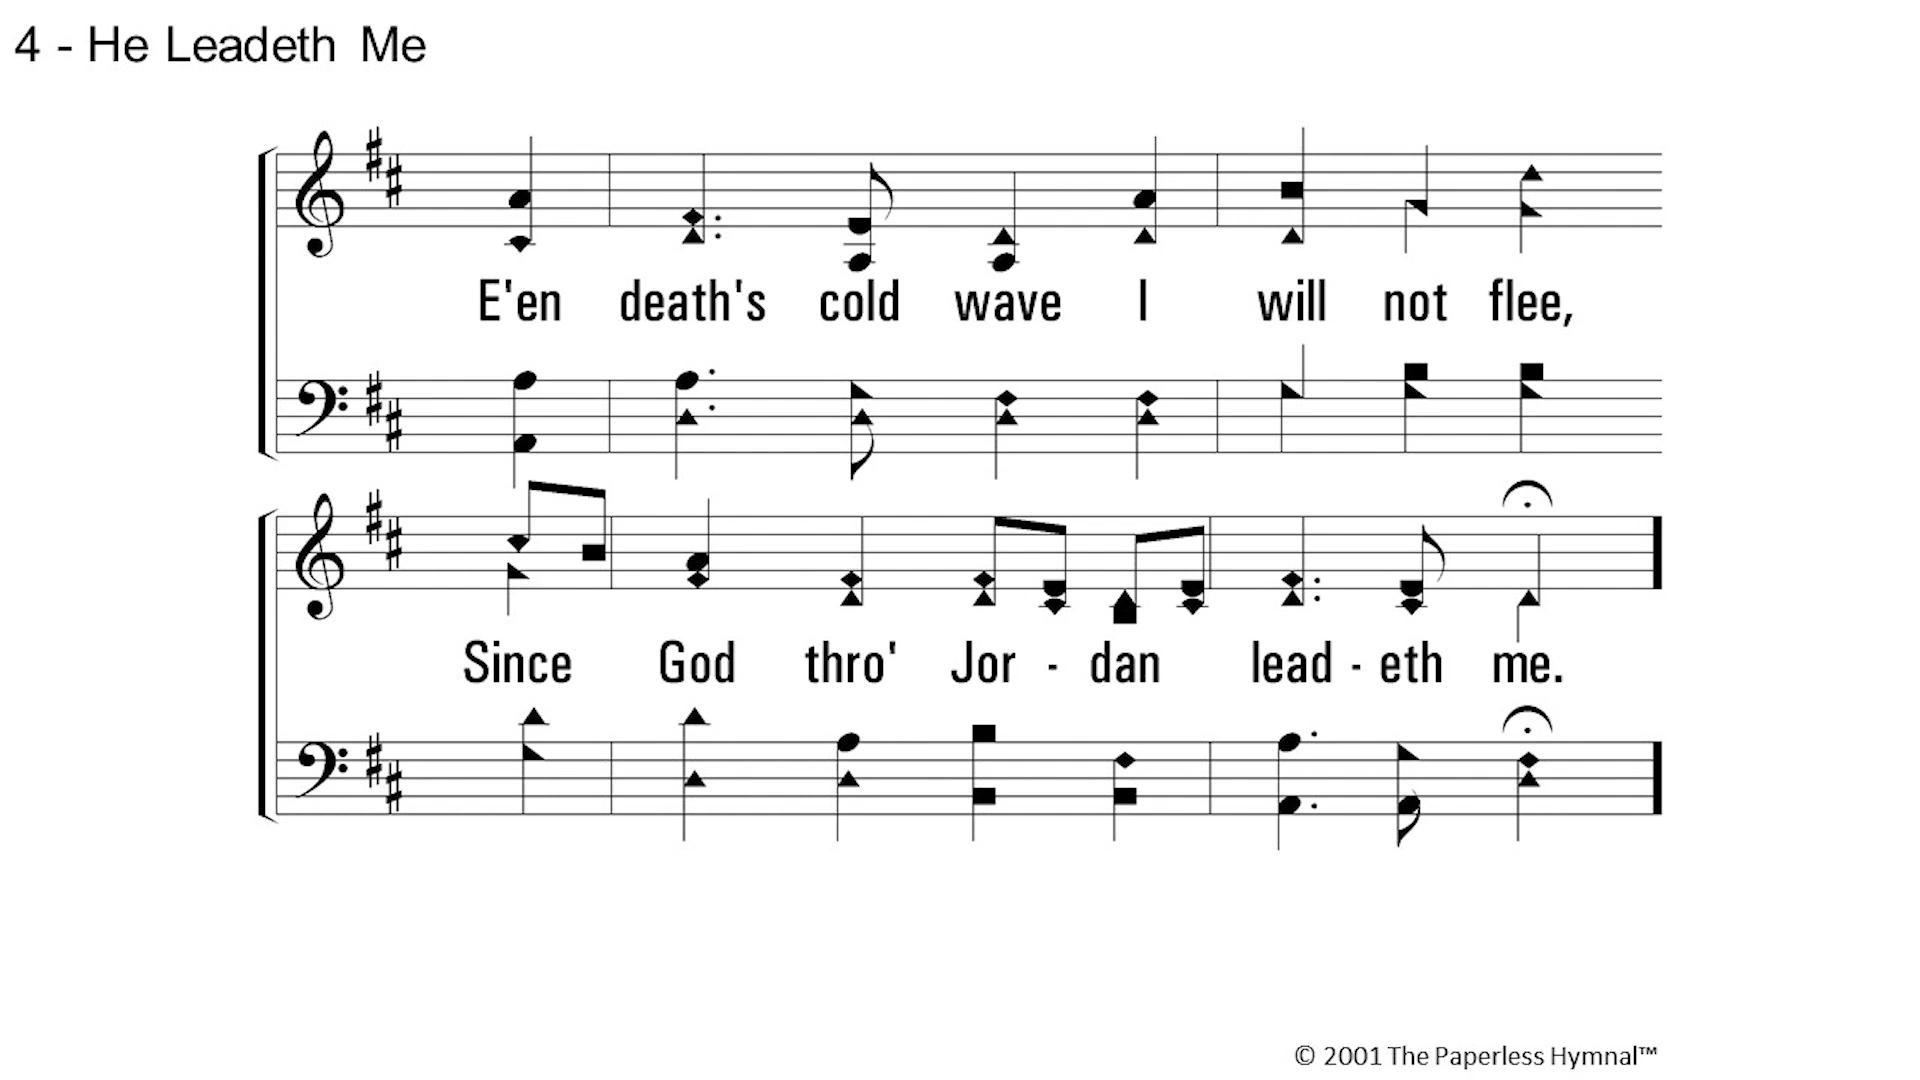 4 - He Leadeth Me
E'en death's cold wave I will not flee,
Since God thro' Jor - dan lead - eth me.
© 2001 The Paperless Hymnal™